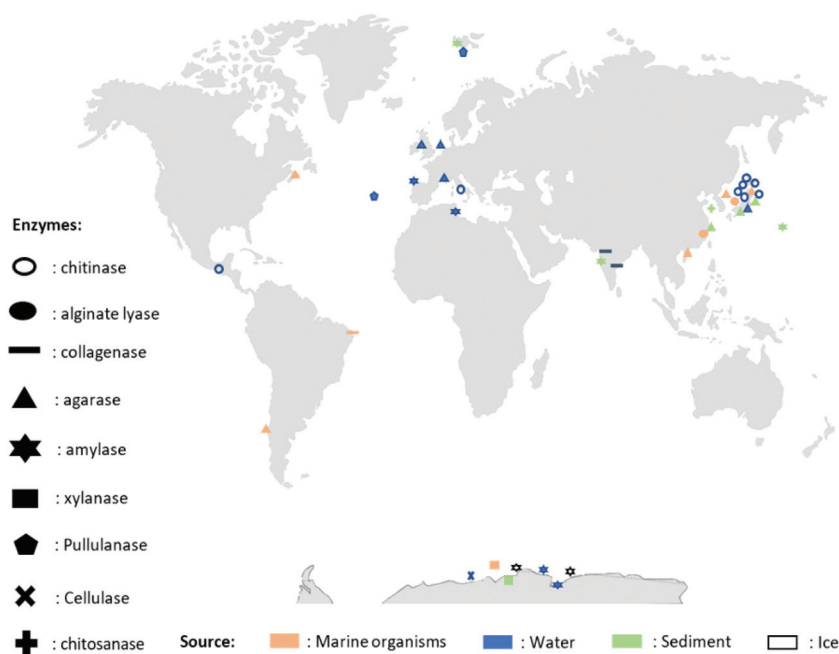 Enzymes:
: chitinase
: alginate lyase
: collagenase
: agarase
: amylase
: xylanase
: Pullulanase
: Cellulase
: chitosanase
Source: : Marine organisms : Water : Sediment : Ice